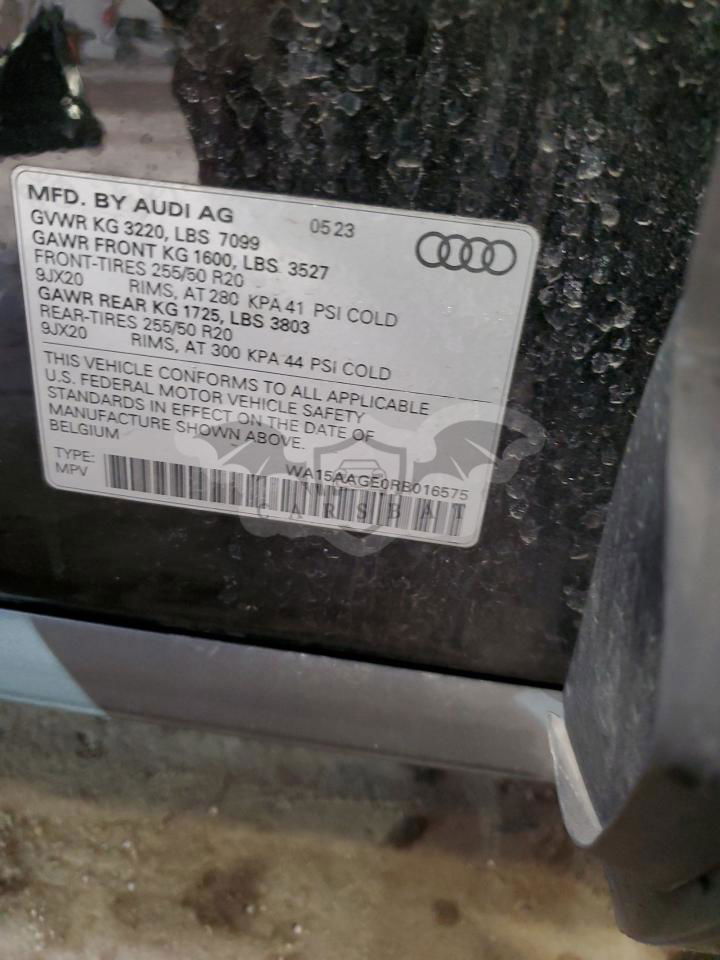 MFD. BY AUDI AG 0523
GVWR KG 3220, LBS 7099
GAWR FRONT KG 1600, LBS 3527
FRONT-TIRES 255/50 R20
9JX20 RIMS, AT 280 KPA 41 PSI COLD
GAWR REAR KG 1725, LBS 3803
REAR-TIRES 255/50 R20
9JX20 RIMS, AT 300 KPA 44 PSI COLD
THIS VEHICLE CONFORMS TO ALL APPLICABLE
U.S. FEDERAL MOTOR VEHICLE SAFETY
STANDARDS IN EFFECT ON THE DATE OF
MANUFACTURE SHOWN ABOVE.
BELGIUM
TYPE: WA15AAGE0RB016575
MPV
CARSBAT